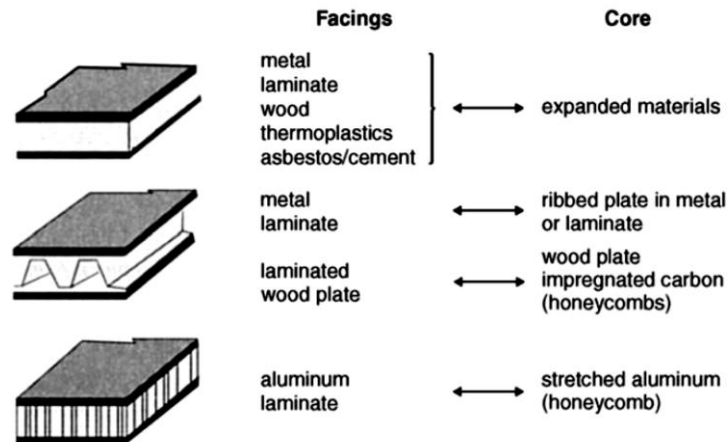 Facings Core
metal
laminate
wood
thermoplastics
asbestos/cement
expanded materials
metal
laminate
ribbed plate in metal
or laminate
laminated
wood plate
wood plate
impregnated carbon
(honeycombs)
aluminum
laminate
stretched aluminum
(honeycomb)